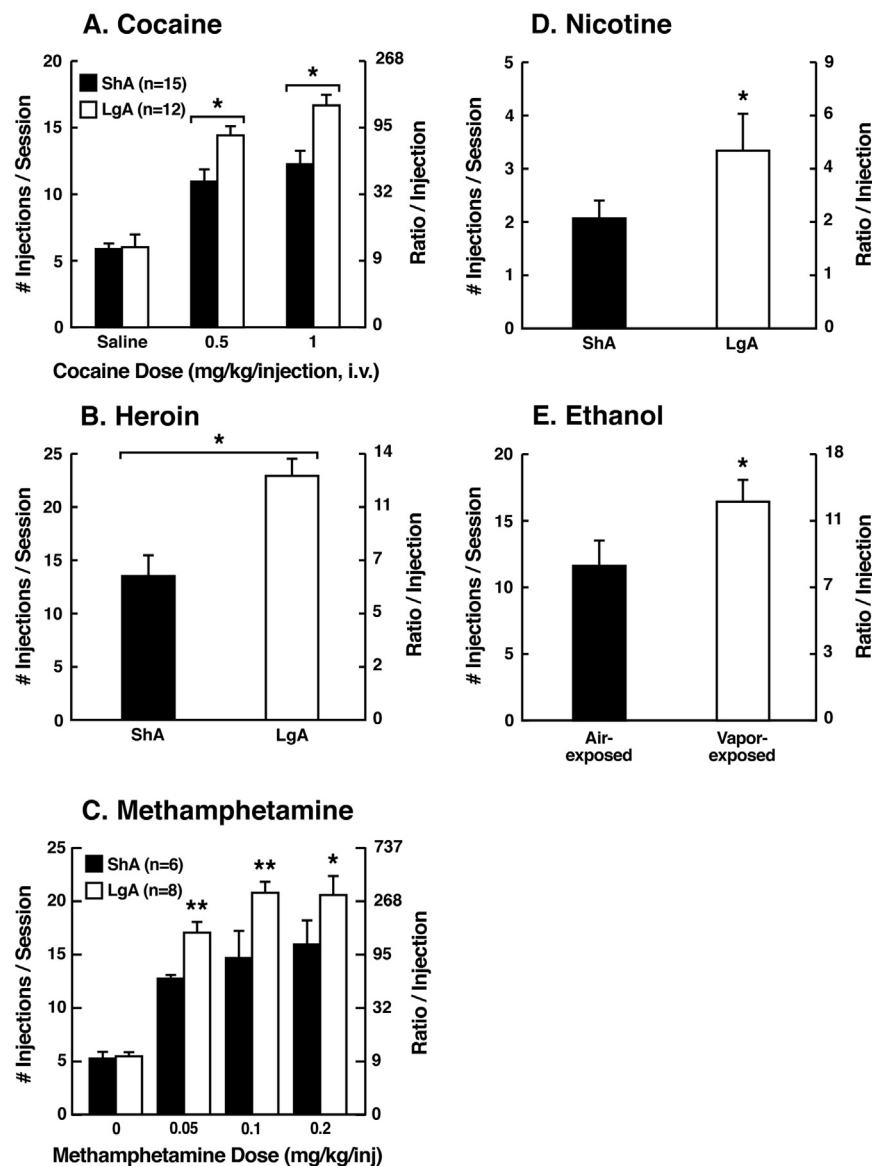 A. Cocaine
20
15
10
5
0
# Injections / Session
ShA (n=15)
LgA (n=12)
*
*
268
95
32
9
0
Ratio / Injection
Saline
0.5
1
Cocaine Dose (mg/kg/injection, i.v.)
D. Nicotine
5
4
3
2
1
0
# Injections / Session
*
9
6
4
2
1
0
Ratio / Injection
ShA
LgA
B. Heroin
25
20
15
10
5
0
# Injections / Session
*
14
11
7
5
2
0
Ratio / Injection
ShA
LgA
E. Ethanol
20
15
10
5
0
# Injections / Session
*
18
11
7
3
0
Ratio / Injection
Air-
exposed
Vapor-
exposed
C. Methamphetamine
25
20
15
10
5
0
# Injections / Session
ShA (n=6)
LgA (n=8)
**
**
*
737
268
95
32
9
0
Ratio / Injection
0
0.05
0.1
0.2
Methamphetamine Dose (mg/kg/inj)